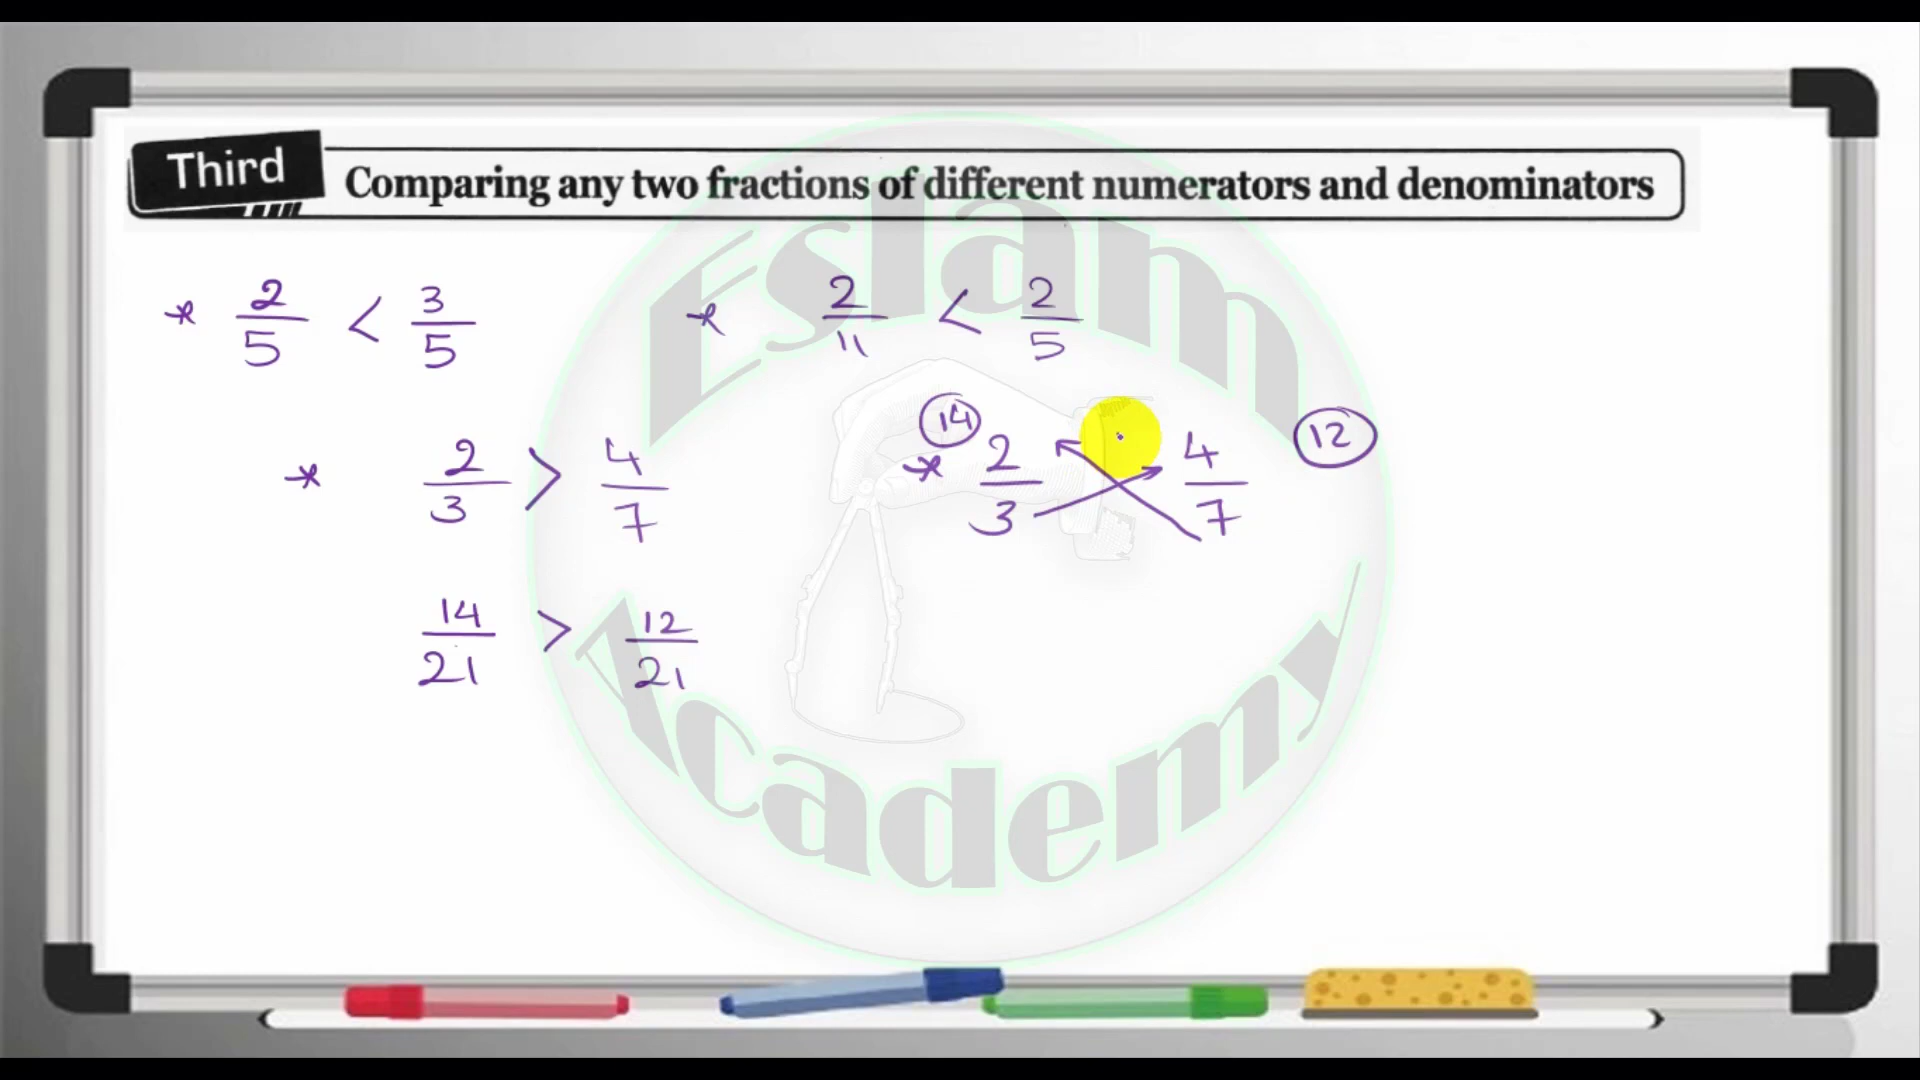 Third
Comparing any two fractions of different numerators and denominators
* 2/5 < 3/5
* 2/11 < 2/5
* 2/3 > 4/7
14 * 2/3 4/7 12
14/21 > 12/21
Eslam
Academy